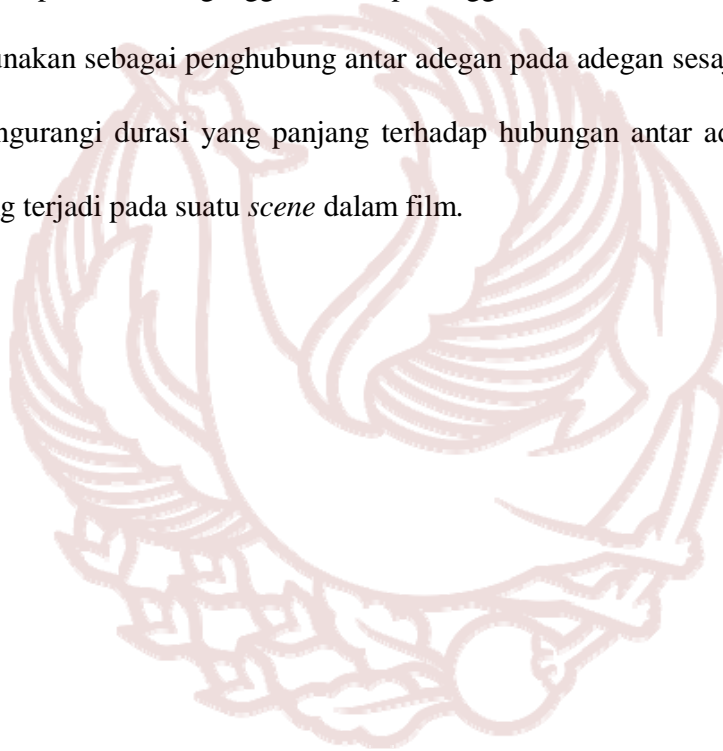 unakan sebagai penghubung antar adegan pada adegan sesaj
ngurangi durasi yang panjang terhadap hubungan antar ad
g terjadi pada suatu scene dalam film.